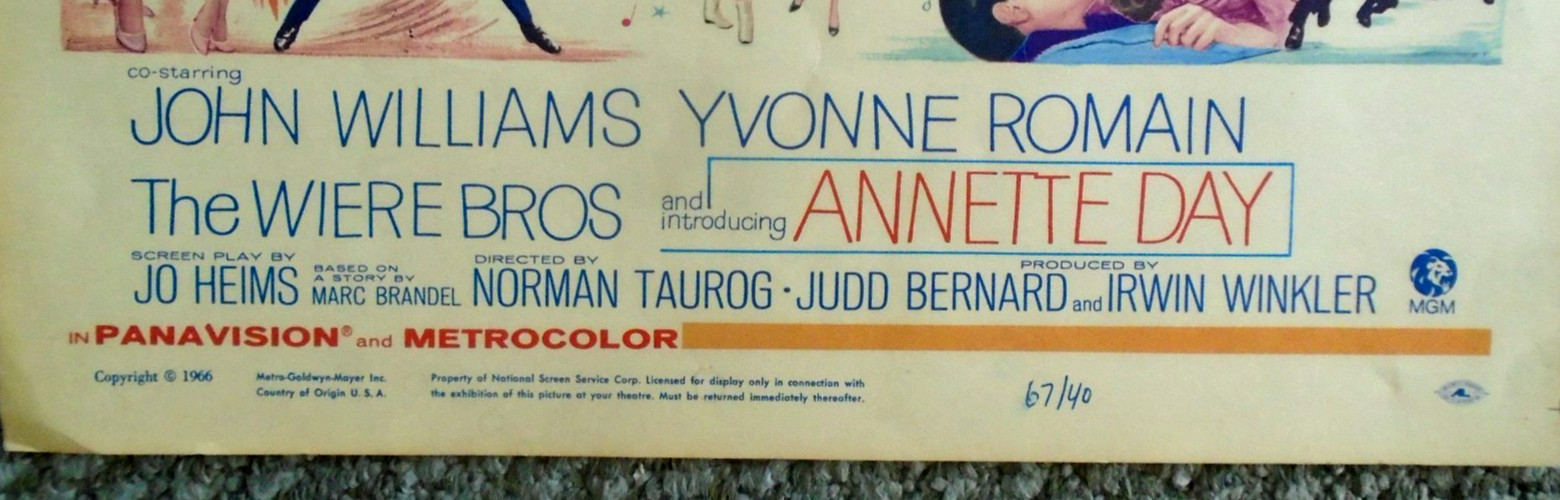 co-starring
JOHN WILLIAMS YVONNE ROMAIN
The WIERE BROS and introducing ANNETTE DAY
SCREEN PLAY BY
JO HEIMS
BASED ON
A STORY BY
MARC BRANDEL
DIRECTED BY
NORMAN TAUROG ·
PRODUCED BY
JUDD BERNARD and IRWIN WINKLER
MGM
IN PANAVISION® and METROCOLOR
Copyright © 1966
Metro-Goldwyn-Mayer Inc.
Country of Origin U. S. A.
Property of National Screen Service Corp. Licensed for display only in connection with
the exhibition of this picture at your theatre. Must be returned immediately thereafter.
67/40